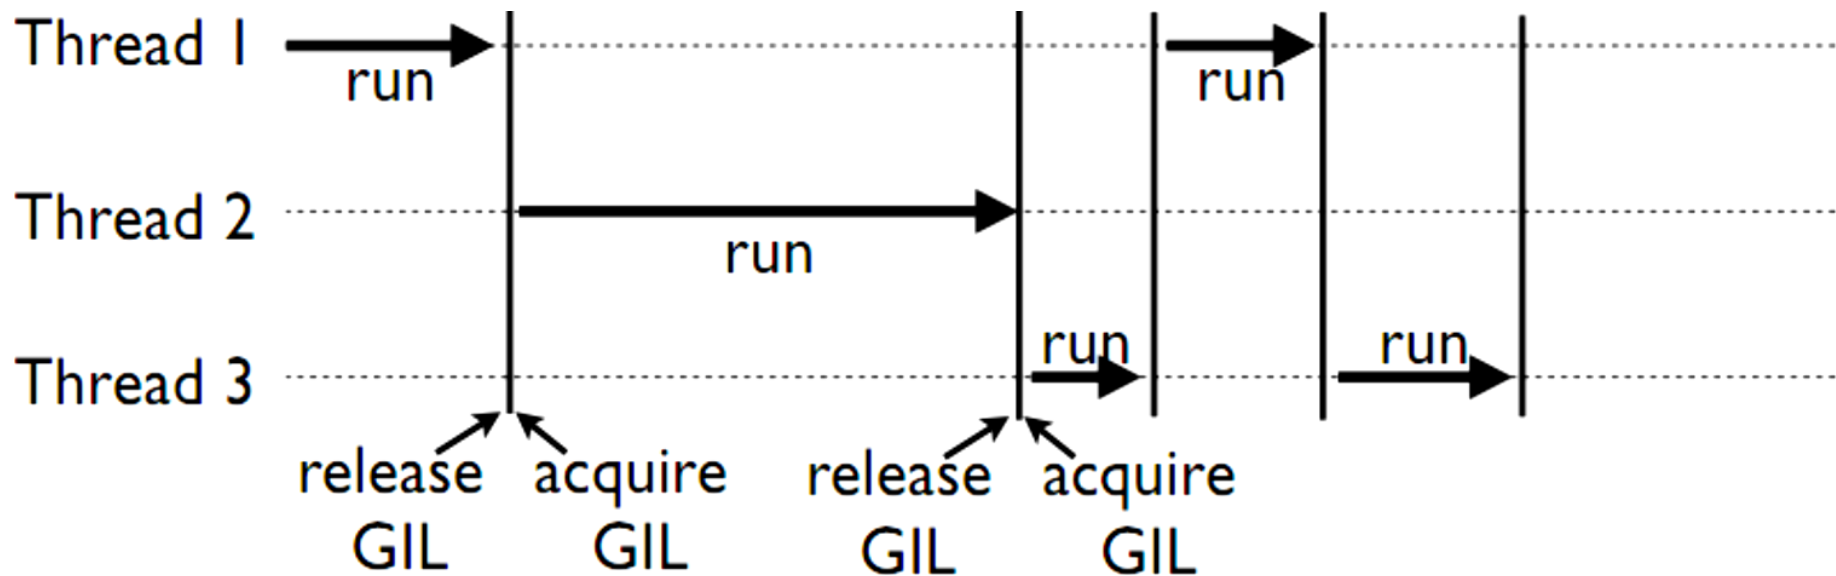 Thread 1
run
run
Thread 2
run
Thread 3
run
run
release
GIL
acquire
GIL
release
GIL
acquire
GIL